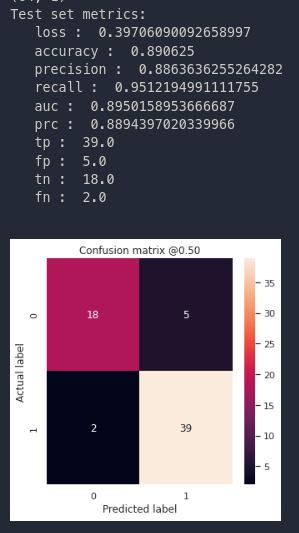 Test set metrics:
loss :  0.39706090092658997
accuracy :  0.890625
precision :  0.8863636255264282
recall :  0.9512194991111755
auc :  0.8950158953666687
prc :  0.8894397020339966
tp :  39.0
fp :  5.0
tn :  18.0
fn :  2.0
Confusion matrix @0.50
35
30
25
20
15
10
5
0
18
5
1
2
39
Actual label
0
1
Predicted label